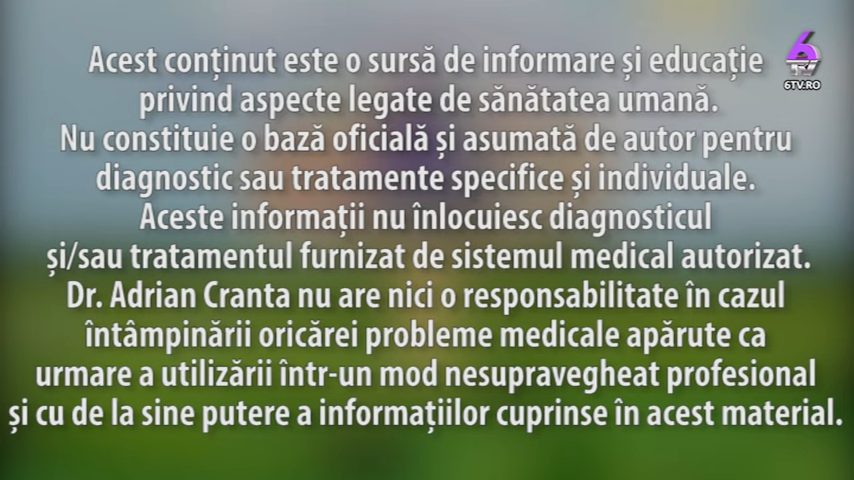 Acest conținut este o sursă de informare și educație
privind aspecte legate de sănătatea umană.
Nu constituie o bază oficială și asumată de autor pentru
diagnostic sau tratamente specifice și individuale.
Aceste informații nu înlocuiesc diagnosticul
și/sau tratamentul furnizat de sistemul medical autorizat.
Dr. Adrian Cranta nu are nici o responsabilitate în cazul
întâmpinării oricărei probleme medicale apărute ca
urmare a utilizării într-un mod nesupravegheat profesional
și cu de la sine putere a informațiilor cuprinse în acest material.
6
TV
6TV.RO